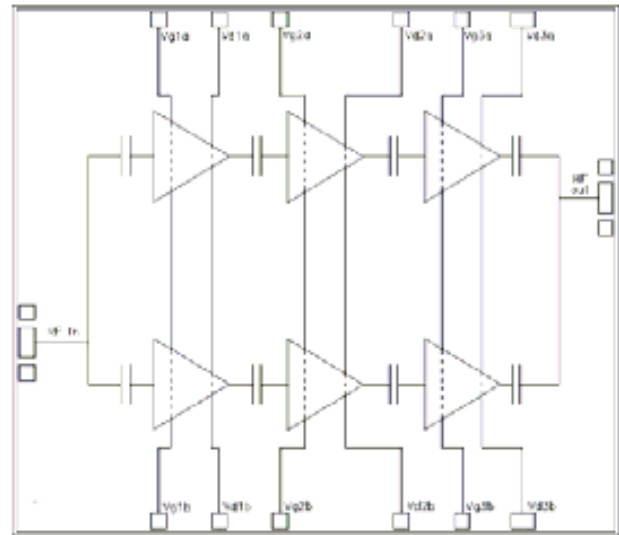 Vg1a Vd1a Vg2a Vd2a Vg3a Vd3a
RF
out
RF In
Vg1b Vd1b Vg2b Vd2b Vg3b Vd3b